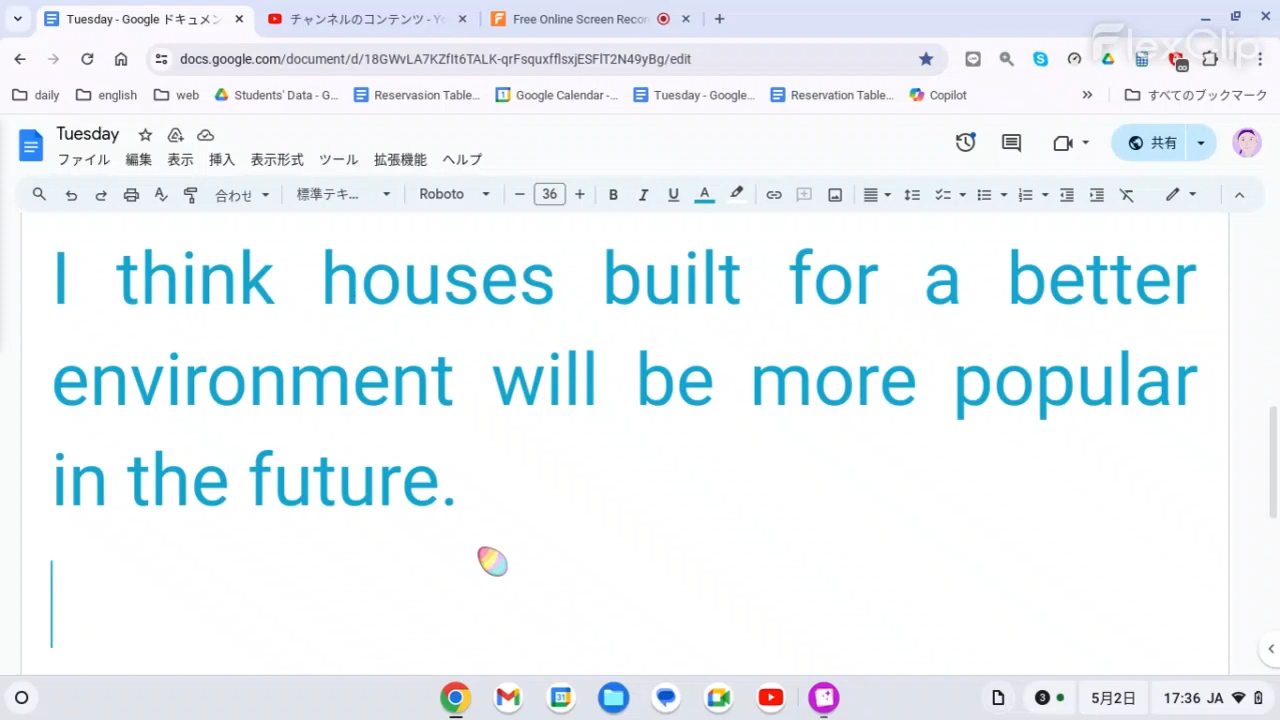 Tuesday - Google ドキュメン
チャンネルのコンテンツ - Yo
Free Online Screen Recor
docs.google.com/document/d/18GWvLA7KZfIt6TALK-qrFsquxfflsxjESFlT2N49yBg/edit
FlexClip
daily
english
web
Students' Data - G...
Reservasion Table...
Google Calendar -...
Tuesday - Google...
Reservation Table...
Copilot
すべてのブックマーク
Tuesday
ファイル 編集 表示 挿入 表示形式 ツール 拡張機能 ヘルプ
共有
合わせ
標準テキ...
Roboto
36
B I U A
I think houses built for a better
environment will be more popular
in the future.
3
5月2日
17:36 JA